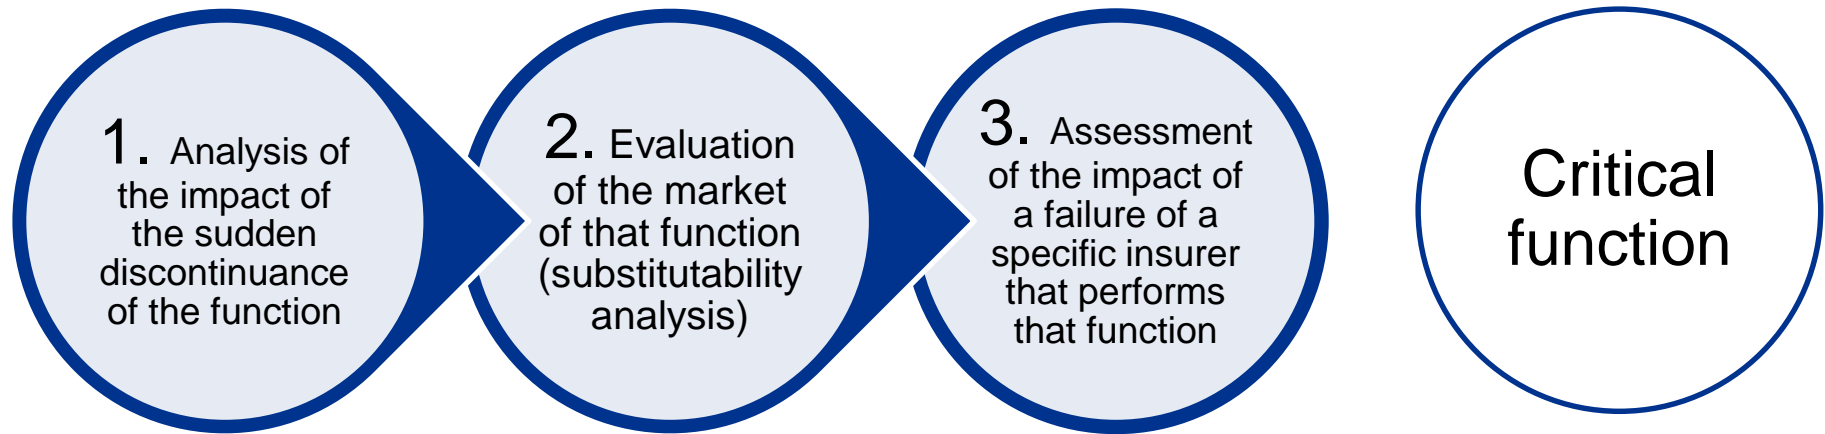 1. Analysis of
the impact of
the sudden
discontinuance
of the function
2. Evaluation
of the market
of that function
(substitutability
analysis)
3. Assessment
of the impact of
a failure of a
specific insurer
that performs
that function
Critical
function